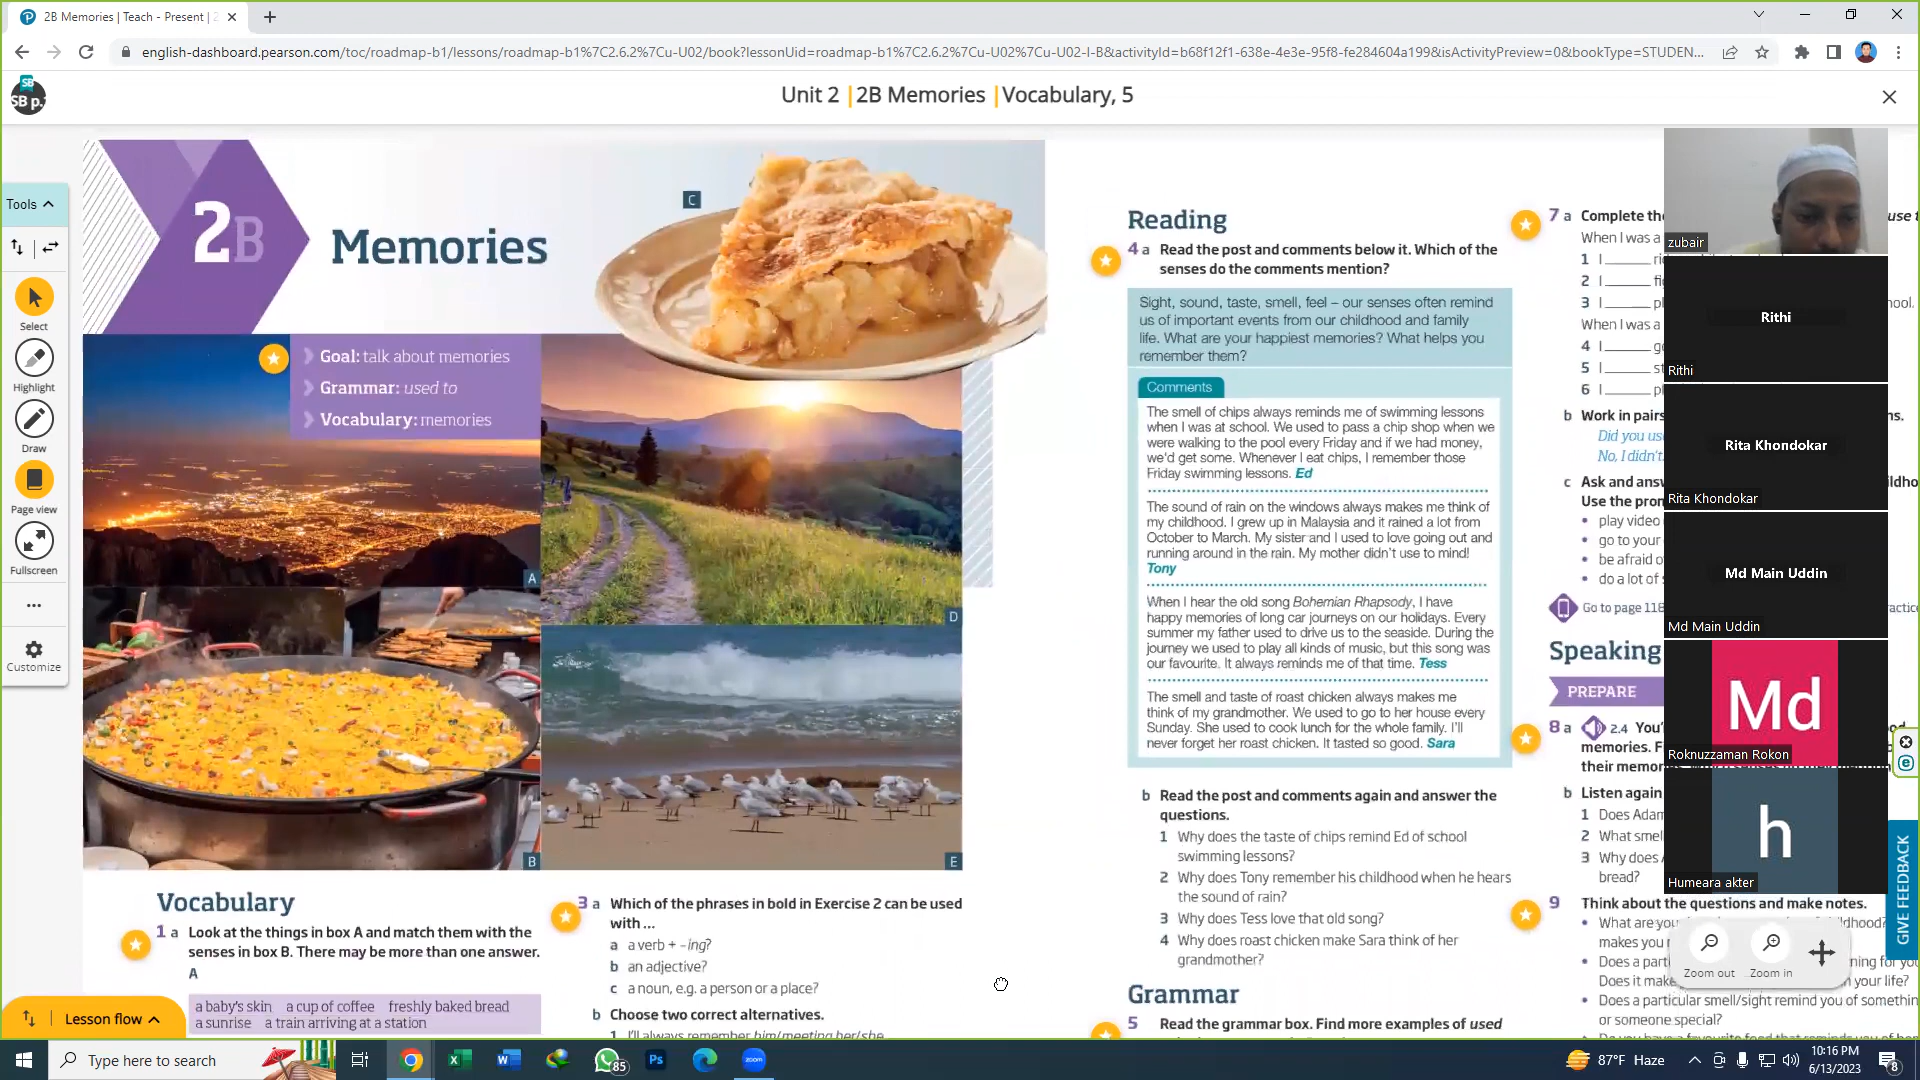 2B Memories | Teach - Present | 2
english-dashboard.pearson.com/toc/roadmap-b1/lessons/roadmap-b1%7C2.6.2%7Cu-U02/book?lessonUid=roadmap-b1%7C2.6.2%7Cu-U02%7Cu-U02-I-B&activityId=b68f12f1-638e-4e3e-95f8-fe284604a199&isActivityPreview=0&bookType=STUDEN...
SB
SB p.
Unit 2 | 2B Memories | Vocabulary, 5
Tools
Select
Highlight
Draw
Page view
Fullscreen
Customize
2B
Memories
C
Goal: talk about memories
Grammar: used to
Vocabulary: memories
A
D
B
E
Vocabulary
1 a Look at the things in box A and match them with the
senses in box B. There may be more than one answer.
A
a baby's skin a cup of coffee freshly baked bread
a sunrise a train arriving at a station
3 a Which of the phrases in bold in Exercise 2 can be used
with ...
a a verb + -ing?
b an adjective?
c a noun, e.g. a person or a place?
b Choose two correct alternatives.
1 I'll always remember him/meeting her/she
Reading
4 a Read the post and comments below it. Which of the
senses do the comments mention?
Sight, sound, taste, smell, feel – our senses often remind
us of important events from our childhood and family
life. What are your happiest memories? What helps you
remember them?
Comments
The smell of chips always reminds me of swimming lessons
when I was at school. We used to pass a chip shop when we
were walking to the pool every Friday and if we had money,
we'd get some. Whenever I eat chips, I remember those
Friday swimming lessons. Ed
The sound of rain on the windows always makes me think of
my childhood. I grew up in Malaysia and it rained a lot from
October to March. My sister and I used to love going out and
running around in the rain. My mother didn't use to mind!
Tony
When I hear the old song Bohemian Rhapsody, I have
happy memories of long car journeys on our holidays. Every
summer my father used to drive us to the seaside. During the
journey we used to play all kinds of music, but this song was
our favourite. It always reminds me of that time. Tess
The smell and taste of roast chicken always makes me
think of my grandmother. We used to go to her house every
Sunday. She used to cook lunch for the whole family. I'll
never forget her roast chicken. It tasted so good. Sara
b Read the post and comments again and answer the
questions.
1 Why does the taste of chips remind Ed of school
swimming lessons?
2 Why does Tony remember his childhood when he hears
the sound of rain?
3 Why does Tess love that old song?
4 Why does roast chicken make Sara think of her
grandmother?
Grammar
5 Read the grammar box. Find more examples of used
7 a Complete the
When I was a
1 I
2 I
3 I
When I was a
4 I
5 I
6 I
b Work in pairs
Did you us
No, I didn't
c Ask and answ
Use the pron
play video
go to your
be afraid o
do a lot of
Go to page 118
Speaking
PREPARE
8 a 2.4 You'
memories. F
their memor
b Listen again
1 Does Adam
2 What smel
3 Why does
bread?
9 Think about the questions and make notes.
What are you
makes you
Does a part
Does it make
Does a particular smell/sight remind you of somethin
or someone special?
zubair
Rithi
Rithi
Rita Khondokar
Rita Khondokar
Md Main Uddin
Md Main Uddin
Md
Roknuzzaman Rokon
h
Humeara akter
GIVE FEEDBACK
Zoom out
Zoom in
Lesson flow
Type here to search
85
zoom
87°F Haze
10:16 PM
6/13/2023
8